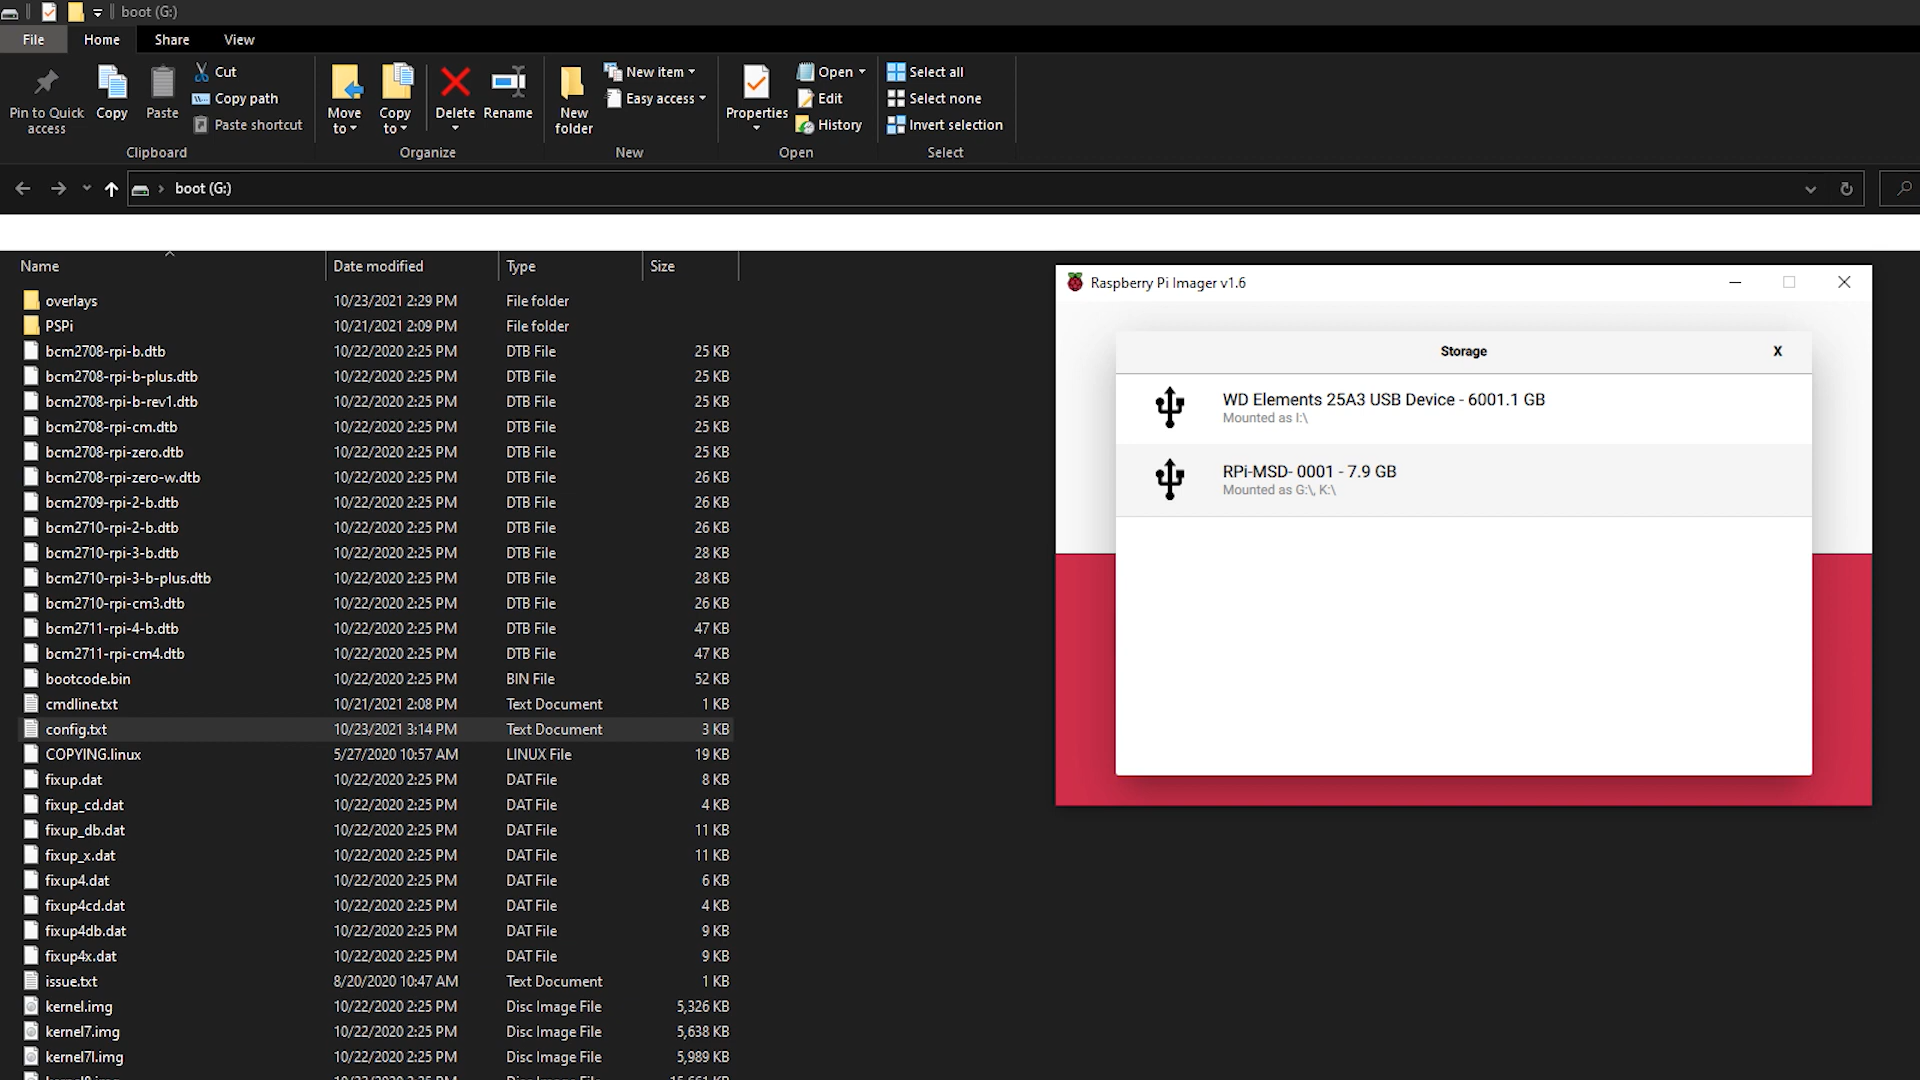 boot (G:)
File Home Share View
Pin to Quick access
Copy
Paste
Cut
Copy path
Paste shortcut
Clipboard
Move to
Copy to
Delete
Rename
Organize
New folder
New item
Easy access
New
Properties
Open
Edit
History
Open
Select all
Select none
Invert selection
Select
boot (G:)
Name Date modified Type Size
overlays 10/23/2021 2:29 PM File folder
PSPi 10/21/2021 2:09 PM File folder
bcm2708-rpi-b.dtb 10/22/2020 2:25 PM DTB File 25 KB
bcm2708-rpi-b-plus.dtb 10/22/2020 2:25 PM DTB File 25 KB
bcm2708-rpi-b-rev1.dtb 10/22/2020 2:25 PM DTB File 25 KB
bcm2708-rpi-cm.dtb 10/22/2020 2:25 PM DTB File 25 KB
bcm2708-rpi-zero.dtb 10/22/2020 2:25 PM DTB File 25 KB
bcm2708-rpi-zero-w.dtb 10/22/2020 2:25 PM DTB File 26 KB
bcm2709-rpi-2-b.dtb 10/22/2020 2:25 PM DTB File 26 KB
bcm2710-rpi-2-b.dtb 10/22/2020 2:25 PM DTB File 26 KB
bcm2710-rpi-3-b.dtb 10/22/2020 2:25 PM DTB File 28 KB
bcm2710-rpi-3-b-plus.dtb 10/22/2020 2:25 PM DTB File 28 KB
bcm2710-rpi-cm3.dtb 10/22/2020 2:25 PM DTB File 26 KB
bcm2711-rpi-4-b.dtb 10/22/2020 2:25 PM DTB File 47 KB
bcm2711-rpi-cm4.dtb 10/22/2020 2:25 PM DTB File 47 KB
bootcode.bin 10/22/2020 2:25 PM BIN File 52 KB
cmdline.txt 10/21/2021 2:08 PM Text Document 1 KB
config.txt 10/23/2021 3:14 PM Text Document 3 KB
COPYING.linux 5/27/2020 10:57 AM LINUX File 19 KB
fixup.dat 10/22/2020 2:25 PM DAT File 8 KB
fixup_cd.dat 10/22/2020 2:25 PM DAT File 4 KB
fixup_db.dat 10/22/2020 2:25 PM DAT File 11 KB
fixup_x.dat 10/22/2020 2:25 PM DAT File 11 KB
fixup4.dat 10/22/2020 2:25 PM DAT File 6 KB
fixup4cd.dat 10/22/2020 2:25 PM DAT File 4 KB
fixup4db.dat 10/22/2020 2:25 PM DAT File 9 KB
fixup4x.dat 10/22/2020 2:25 PM DAT File 9 KB
issue.txt 8/20/2020 10:47 AM Text Document 1 KB
kernel.img 10/22/2020 2:25 PM Disc Image File 5,326 KB
kernel7.img 10/22/2020 2:25 PM Disc Image File 5,638 KB
kernel7l.img 10/22/2020 2:25 PM Disc Image File 5,989 KB
Raspberry Pi Imager v1.6
Storage X
WD Elements 25A3 USB Device - 6001.1 GB
Mounted as I:\
RPi-MSD- 0001 - 7.9 GB
Mounted as G:\, K:\